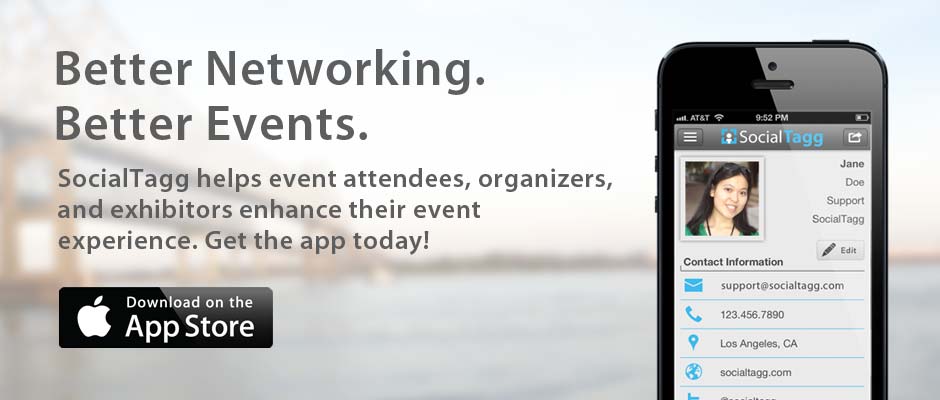 Better Networking.
Better Events.
SocialTagg helps event attendees, organizers,
and exhibitors enhance their event
experience. Get the app today!
Download on the
App Store
AT&T 9:52 PM
SocialTagg
Jane
Doe
Support
SocialTagg
Edit
Contact Information
support@socialtagg.com
123.456.7890
Los Angeles, CA
socialtagg.com
@socialtagg